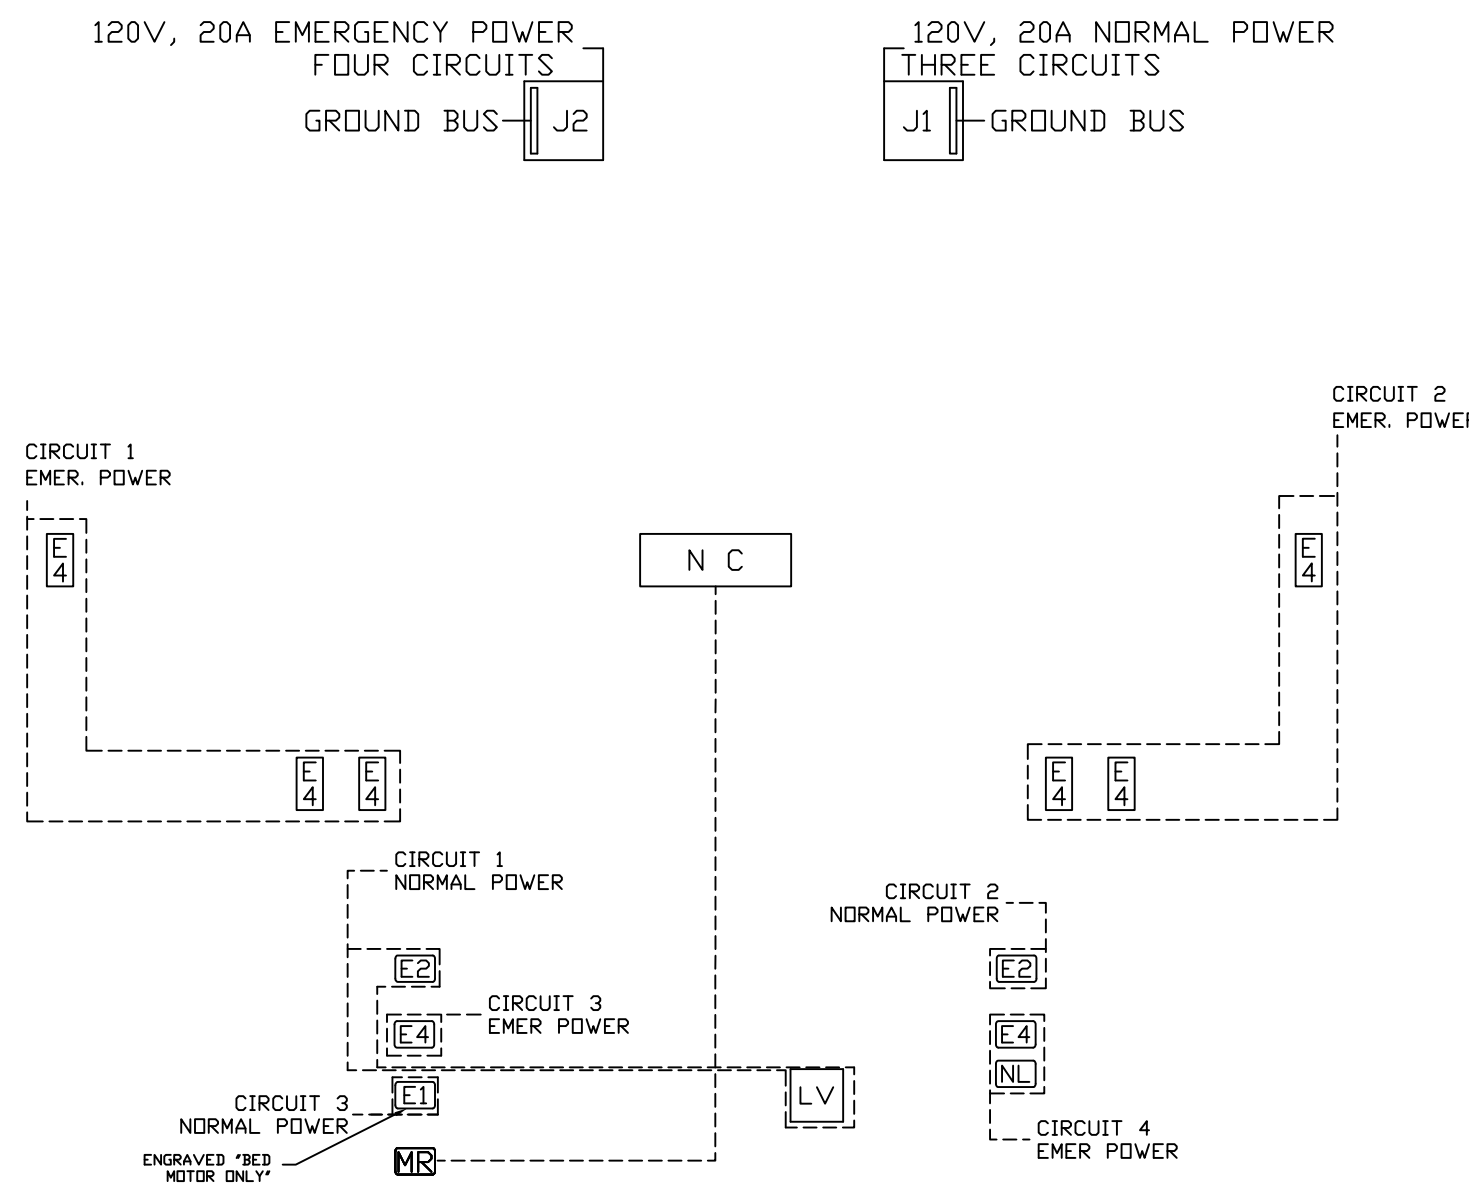 120V, 20A EMERGENCY POWER
FOUR CIRCUITS
GROUND BUS
J2
120V, 20A NORMAL POWER
THREE CIRCUITS
J1
GROUND BUS
CIRCUIT 2
EMER. POWER
CIRCUIT 1
EMER. POWER
E
4
N C
E
4
E
4
E
4
E
4
E
4
CIRCUIT 1
NORMAL POWER
CIRCUIT 2
NORMAL POWER
E2
E2
CIRCUIT 3
EMER POWER
E4
E4
NL
E1
LV
CIRCUIT 3
NORMAL POWER
CIRCUIT 4
EMER POWER
ENGRAVED "BED
MOTOR ONLY"
MR